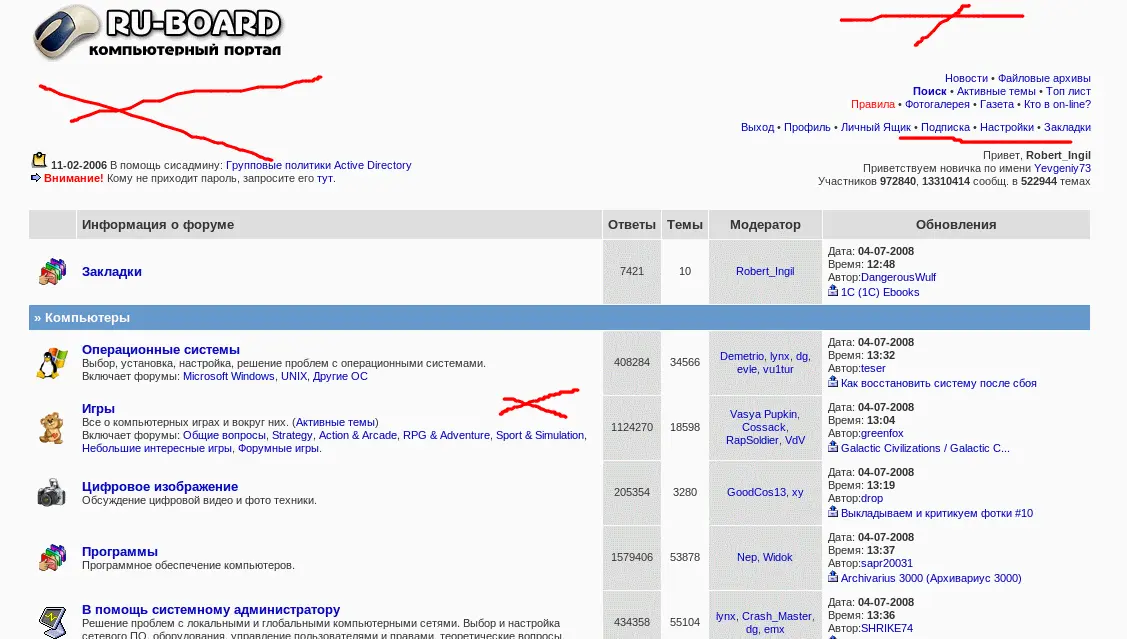 RU-BOARD
компьютерный портал
Новости • Файловые архивы
Поиск • Активные темы • Топ лист
Правила • Фотогалерея • Газета • Кто в on-line?
Выход • Профиль • Личный Ящик • Подписка • Настройки • Закладки
11-02-2006 В помощь сисадмину: Групповые политики Active Directory
Внимание! Кому не приходит пароль, запросите его тут.
Привет, Robert_Ingil
Приветствуем новичка по имени Yevgeniy73
Участников 972840, 13310414 сообщ. в 522944 темах
Информация о форуме Ответы Темы Модератор Обновления
Закладки 7421 10 Robert_Ingil
Дата: 04-07-2008
Время: 12:48
Автор:DangerousWulf
1C (1С) Ebooks
» Компьютеры
Операционные системы
Выбор, установка, настройка, решение проблем с операционными системами.
Включает форумы: Microsoft Windows, UNIX, Другие ОС
408284 34566
Demetrio, lynx, dg,
evle, vu1tur
Дата: 04-07-2008
Время: 13:32
Автор:teser
Как восстановить систему после сбоя
Игры
Все о компьютерных играх и вокруг них. (Активные темы)
Включает форумы: Общие вопросы, Strategy, Action & Arcade, RPG & Adventure, Sport & Simulation,
Небольшие интересные игры, Форумные игры.
1124270 18598
Vasya Pupkin,
Cossack,
RapSoldier, VdV
Дата: 04-07-2008
Время: 13:04
Автор:greenfox
Galactic Civilizations / Galactic C...
Цифровое изображение
Обсуждение цифровой видео и фото техники.
205354 3280 GoodCos13, xy
Дата: 04-07-2008
Время: 13:19
Автор:drop
Выкладываем и критикуем фотки #10
Программы
Программное обеспечение компьютеров.
1579406 53878 Nep, Widok
Дата: 04-07-2008
Время: 13:37
Автор:sapr20031
Archivarius 3000 (Архивариус 3000)
В помощь системному администратору
Решение проблем с локальными и глобальными компьютерными сетями. Выбор и настройка
сетевого ПО, оборудования, управление пользователями и правами, теоретические вопросы,
434358 55104
lynx, Crash_Master,
dg, emx
Дата: 04-07-2008
Время: 13:36
Автор:SHRIKE74